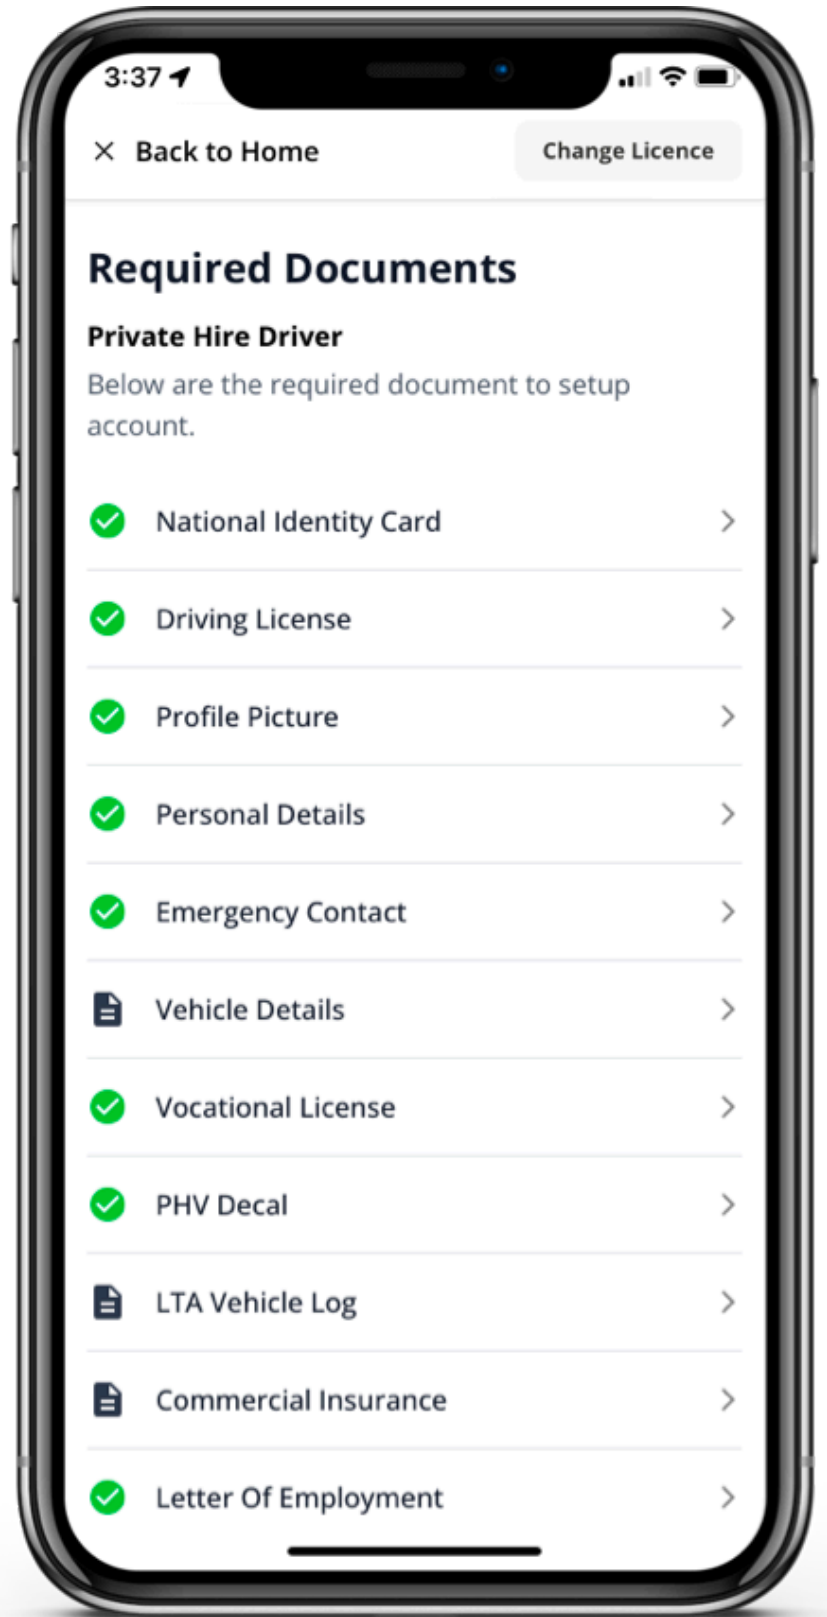 3:37
Back to Home
Change Licence
Required Documents
Private Hire Driver
Below are the required document to setup
account.
National Identity Card
Driving License
Profile Picture
Personal Details
Emergency Contact
Vehicle Details
Vocational License
PHV Decal
LTA Vehicle Log
Commercial Insurance
Letter Of Employment